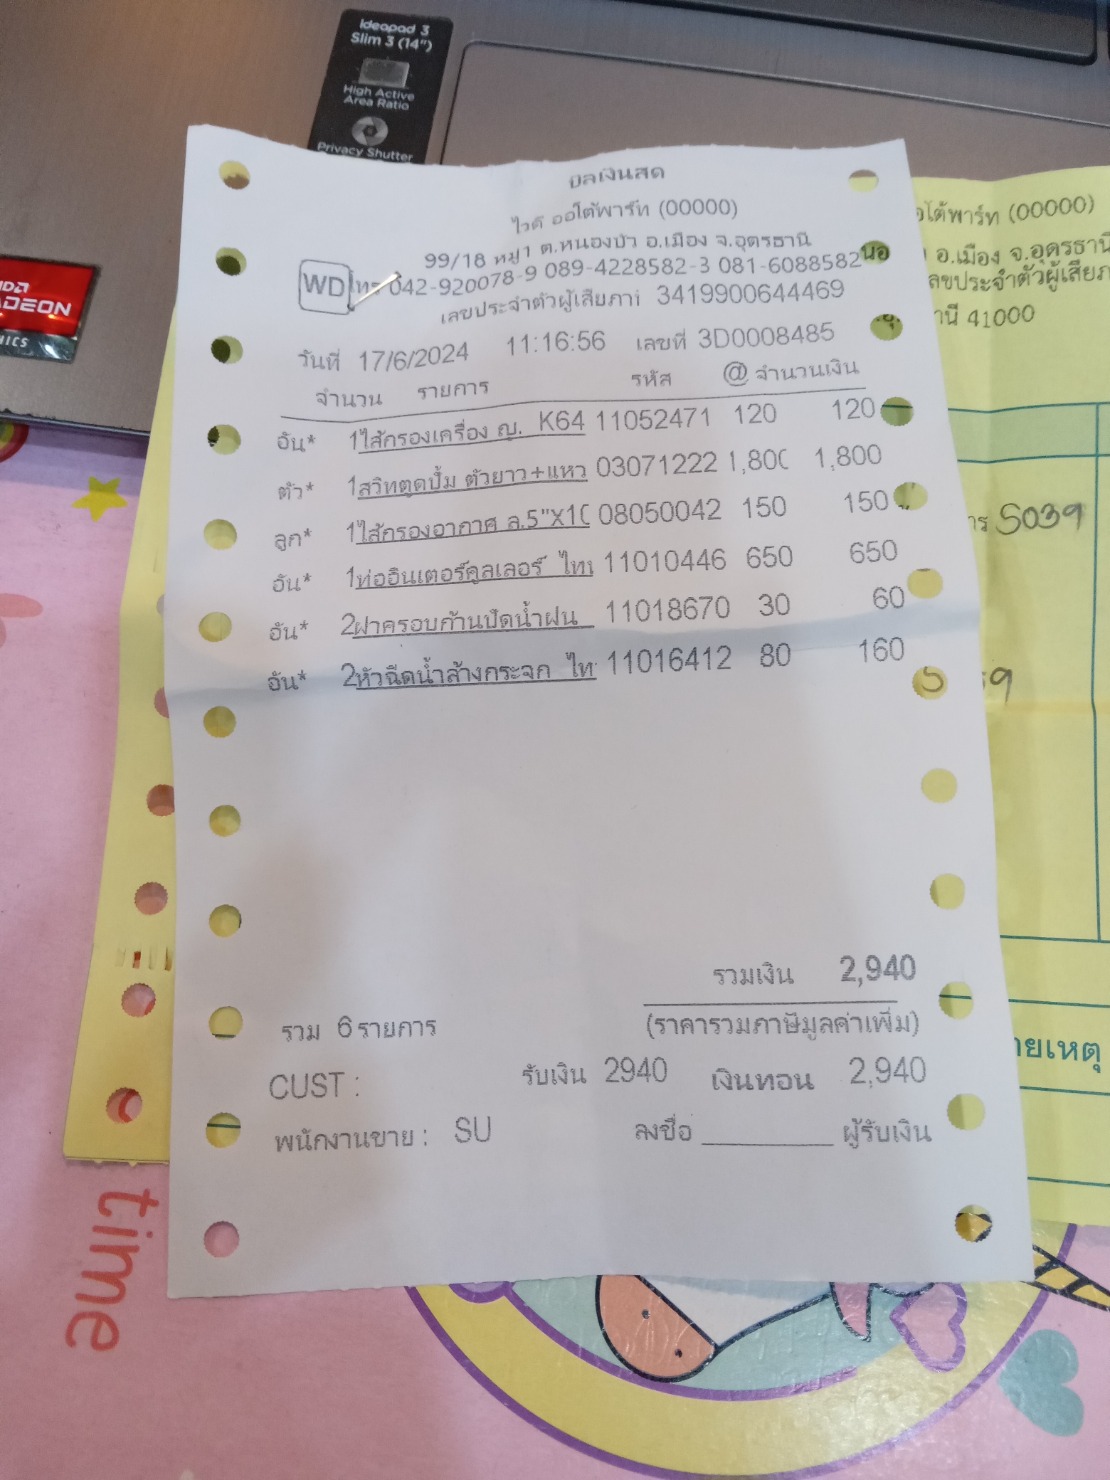 ideapad 3
Slim 3 (14")
High Active
Area Ratio
Privacy Shutter
บิลเงินสด
ไวดี ออโต้พาร์ท (00000)
99/18 หมู่1 ต.หนองบัว อ.เมือง จ.อุดรธานี
WD โทร 042-920078-9 089-4228582-3 081-6088582
เลขประจำตัวผู้เสียภาษี 3419900644469
วันที่ 17/6/2024 11:16:56 เลขที่ 3D0008485
จำนวน รายการ รหัส @ จำนวนเงิน
อัน* 1ไส้กรองเครื่อง ญ. K64 11052471 120 120
ตัว* 1สวิทตูดปั้ม ตัวยาว+แหว 03071222 1,800 1,800
ลูก* 1ไส้กรองอากาศ ล.5"X10 08050042 150 150
อัน* 1ท่ออินเตอร์คูลเลอร์ ไทเ 11010446 650 650
อัน* 2ฝาครอบก้านปัดน้ำฝน 11018670 30 60
อัน* 2หัวฉีดน้ำล้างกระจก ไท 11016412 80 160
รวมเงิน 2,940
รวม 6 รายการ (ราคารวมภาษีมูลค่าเพิ่ม)
CUST : รับเงิน 2940 เงินทอน 2,940
พนักงานขาย : SU ลงชื่อ ผู้รับเงิน
โต้พาร์ท (00000)
อ.เมือง จ.อุดรธานี
ลขประจำตัวผู้เสียภ
นี 41000
าร S039
ายเหตุ
time